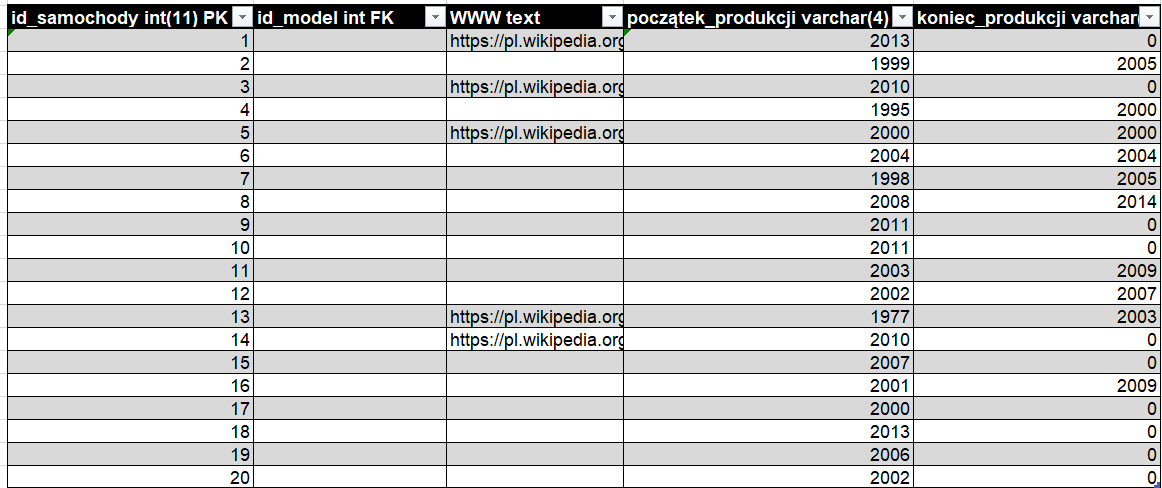 id_samochody int(11) PK id_model int FK WWW text początek_produkcji varchar(4) koniec_produkcji varchar(
1 https://pl.wikipedia.org 2013 0
2 1999 2005
3 https://pl.wikipedia.org 2010 0
4 1995 2000
5 https://pl.wikipedia.org 2000 2000
6 2004 2004
7 1998 2005
8 2008 2014
9 2011 0
10 2011 0
11 2003 2009
12 2002 2007
13 https://pl.wikipedia.org 1977 2003
14 https://pl.wikipedia.org 2010 0
15 2007 0
16 2001 2009
17 2000 0
18 2013 0
19 2006 0
20 2002 0